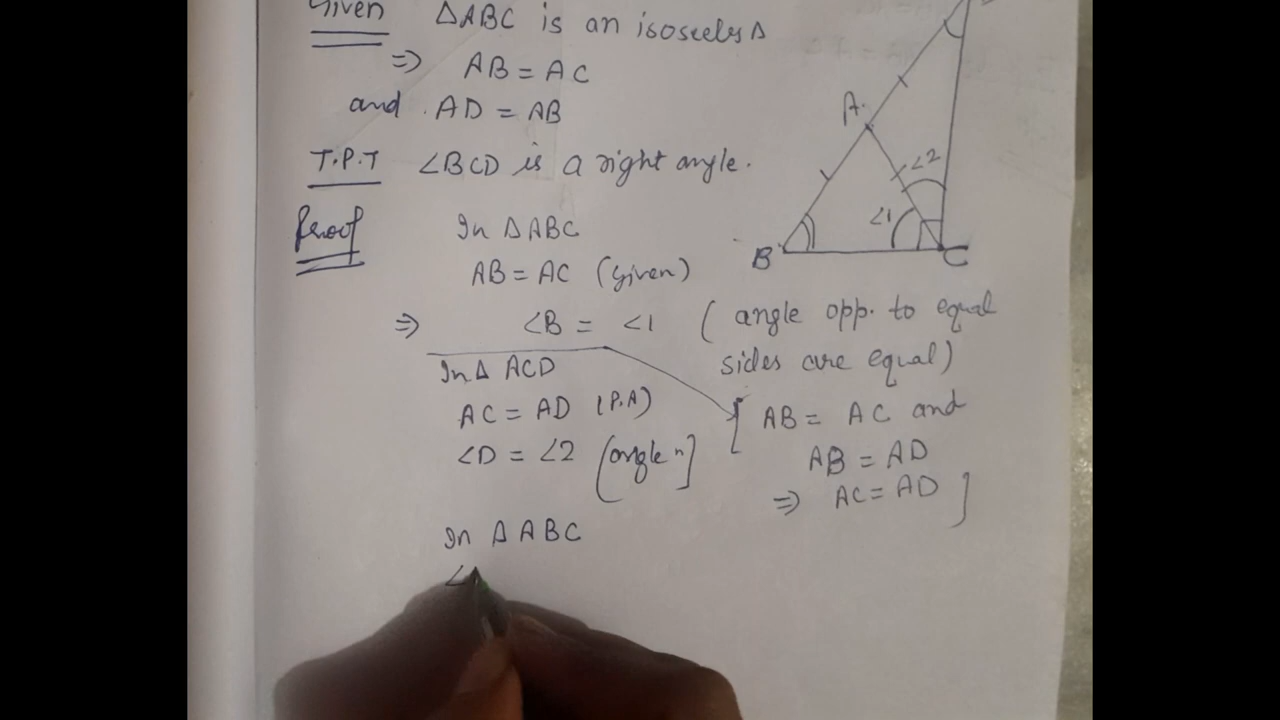 Given ΔABC is an isoscelys Δ
⇒ AB = AC
and AD = AB
T.P.T ∠BCD is a right angle.
Proof In ΔABC
AB = AC (Given)
⇒ ∠B = ∠1 ( angle opp. to equal
sides are equal)
In Δ ACD
AC = AD (P.A)
∠D = ∠2 [angle "]
[ AB = AC and
AB = AD
⇒ AC = AD ]
In Δ ABC
∠
A
∠2
∠1
B
C